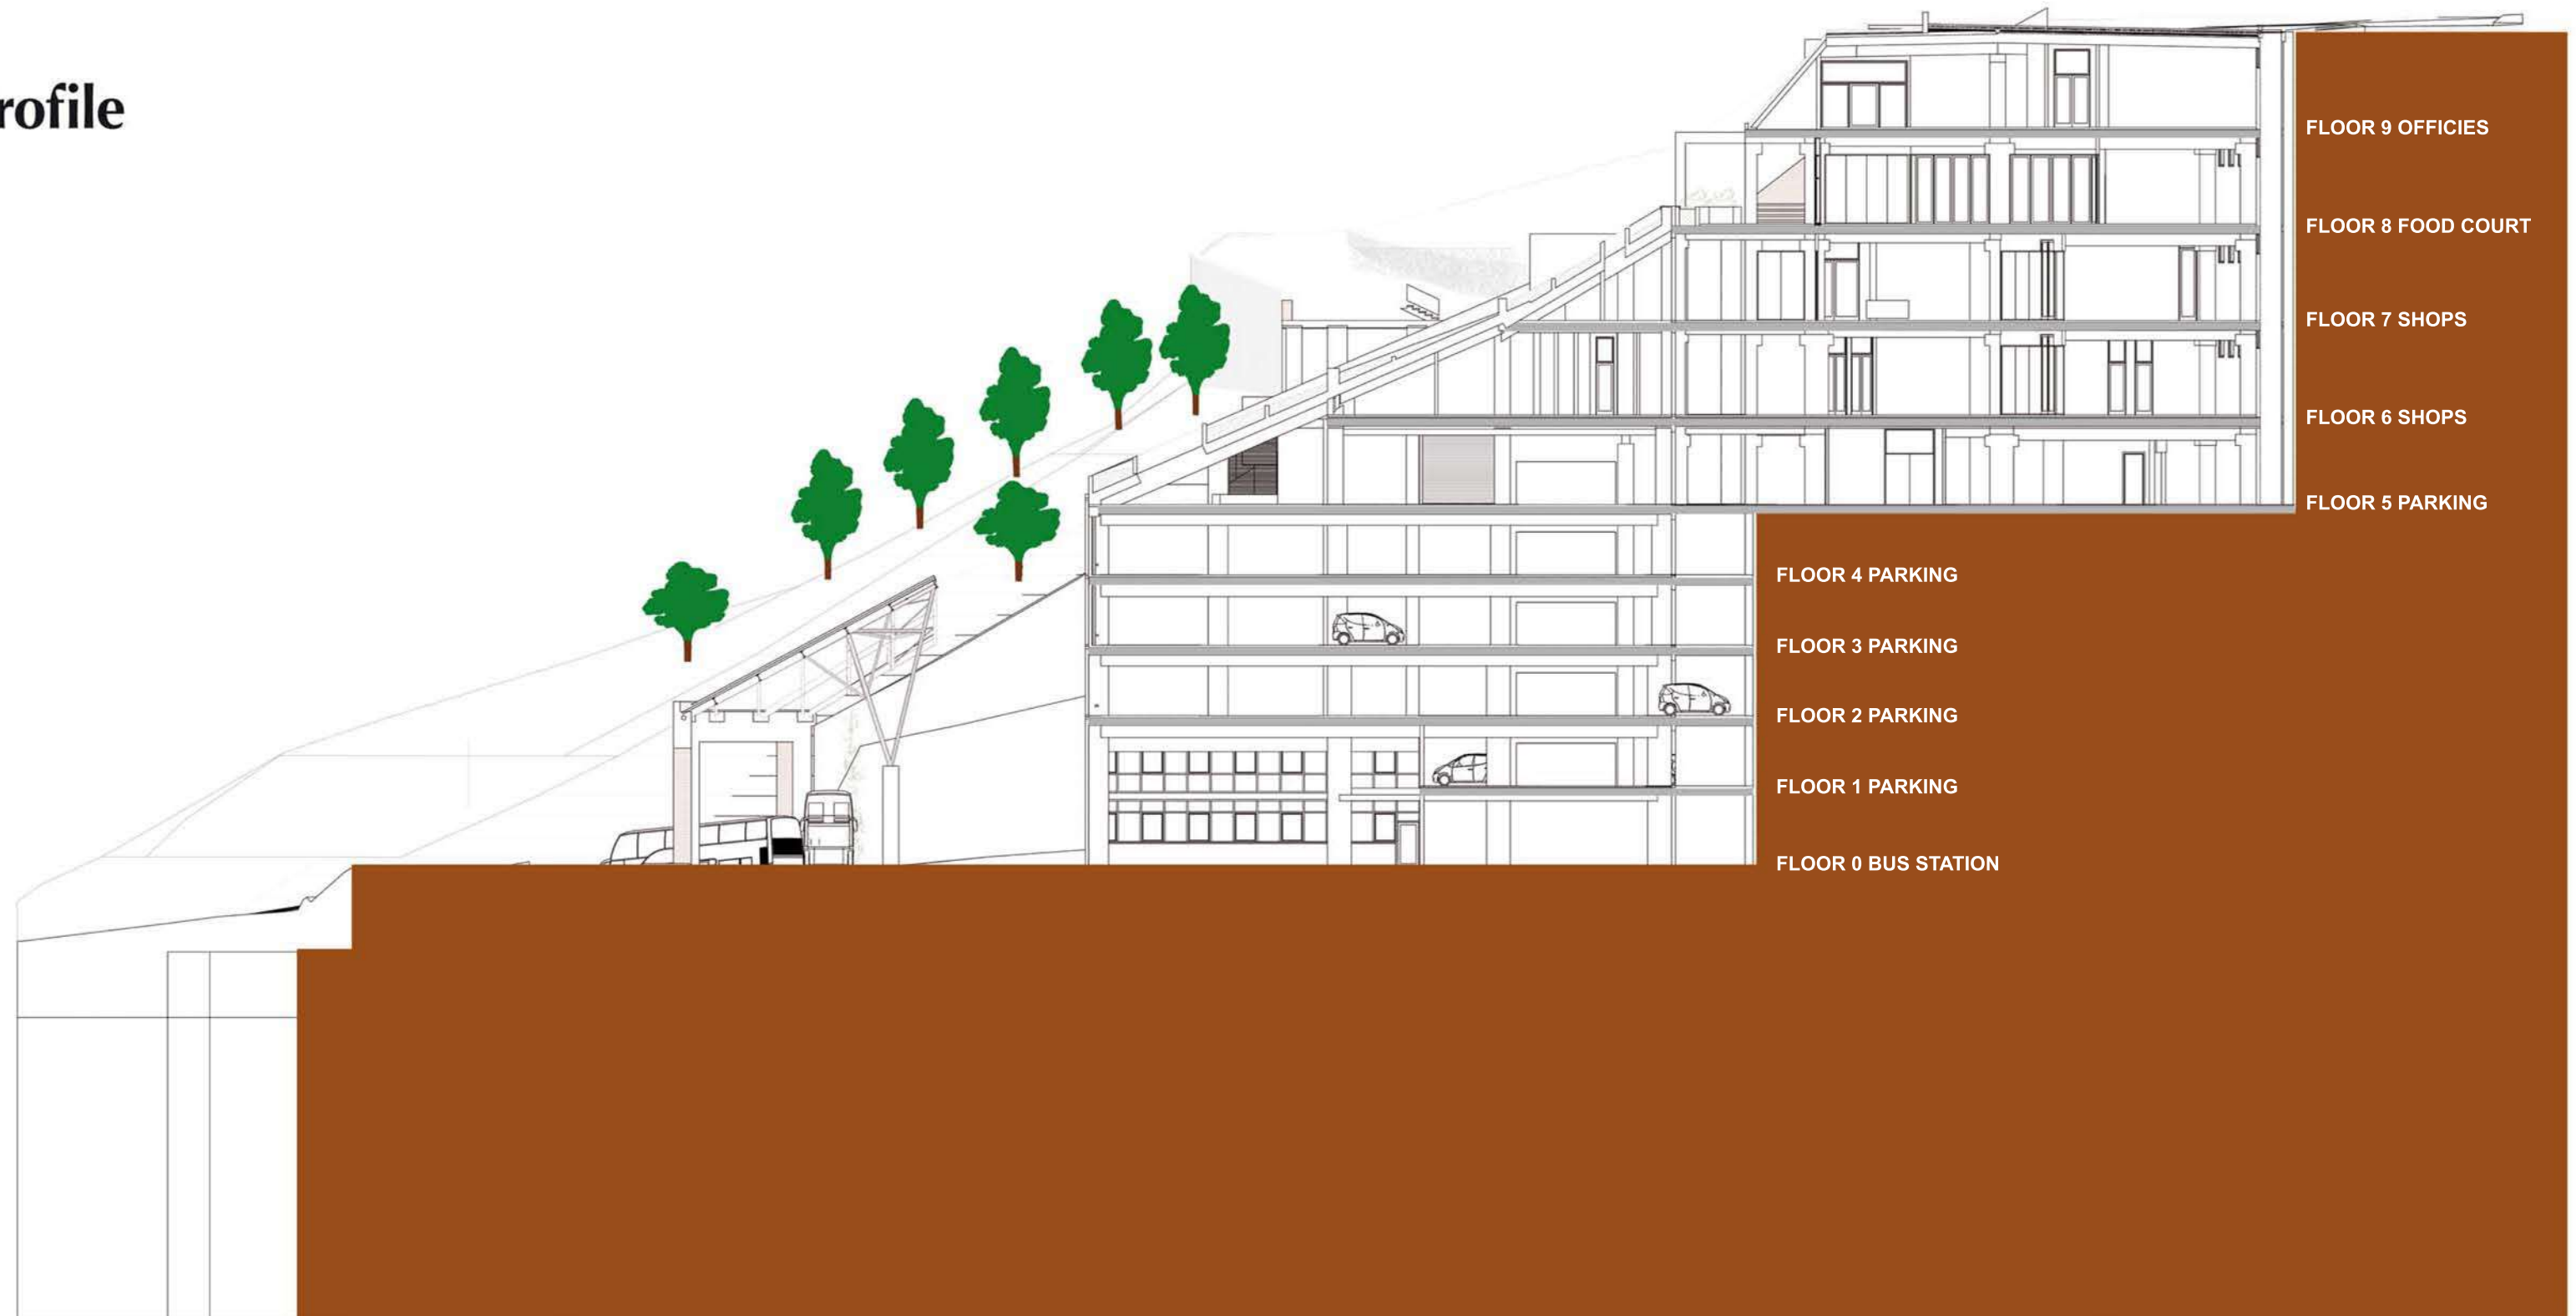 rofile
FLOOR 9 OFFICIES
FLOOR 8 FOOD COURT
FLOOR 7 SHOPS
FLOOR 6 SHOPS
FLOOR 5 PARKING
FLOOR 4 PARKING
FLOOR 3 PARKING
FLOOR 2 PARKING
FLOOR 1 PARKING
FLOOR 0 BUS STATION